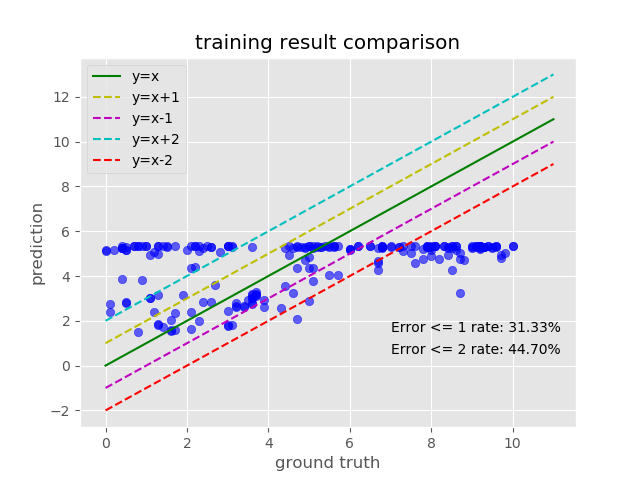 training result comparison
y=x
y=x+1
y=x-1
y=x+2
y=x-2
12
10
8
6
4
2
0
−2
prediction
Error <= 1 rate: 31.33%
Error <= 2 rate: 44.70%
0 2 4 6 8 10
ground truth